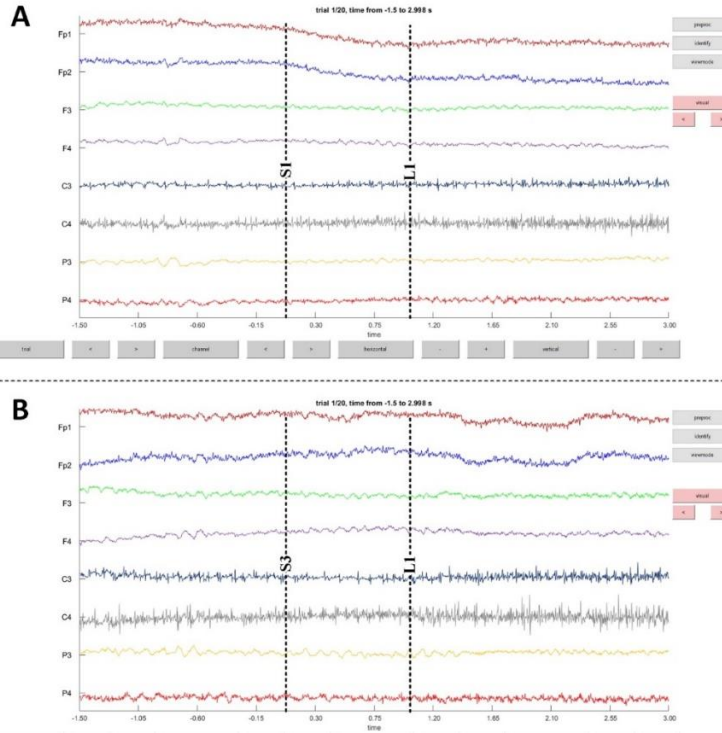 A
trial 1/20, time from -1.5 to 2.998 s
Fp1
Fp2
F3
F4
C3
C4
P3
P4
S1
L1
preproc
identify
viewmode
visual
<
-1.50 -1.05 -0.60 -0.15 0.30 0.75 1.20 1.65 2.10 2.55 3.00
time
trial < > channel < > horizontal - + vertical - +
B
trial 1/20, time from -1.5 to 2.998 s
Fp1
Fp2
F3
F4
C3
C4
P3
P4
S3
L1
preproc
identify
viewmode
visual
<
-1.50 -1.05 -0.60 -0.15 0.30 0.75 1.20 1.65 2.10 2.55 3.00
time